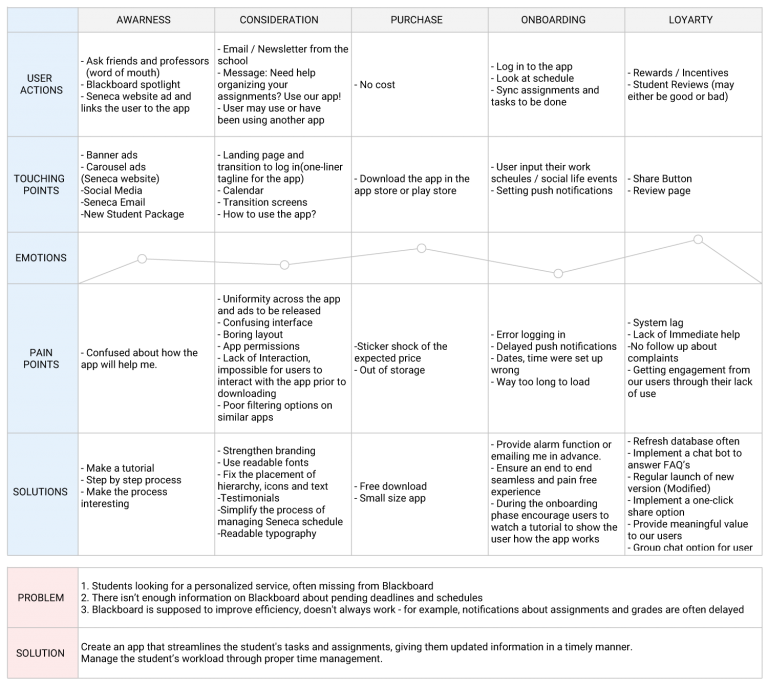 AWARNESS
CONSIDERATION
PURCHASE
ONBOARDING
LOYARTY
USER
ACTIONS
- Ask friends and professors
(word of mouth)
- Blackboard spotlight
- Seneca website ad and
links the user to the app
- Email / Newsletter from the
school
- Message: Need help
organizing your
assignments? Use our app!
- User may use or have
been using another app
- No cost
- Log in to the app
- Look at schedule
- Sync assignments and
tasks to be done
- Rewards / Incentives
- Student Reviews (may
either be good or bad)
TOUCHING
POINTS
- Banner ads
- Carousel ads
(Seneca website)
-Social Media
-Seneca Email
-New Student Package
- Landing page and
transition to log in(one-liner
tagline for the app)
- Calendar
- Transition screens
- How to use the app?
- Download the app in the
app store or play store
- User input their work
scheules / social life events
- Setting push notifications
- Share Button
- Review page
EMOTIONS
PAIN
POINTS
- Confused about how the
app will help me.
- Uniformity across the app
and ads to be released
- Confusing interface
- Boring layout
- App permissions
- Lack of Interaction,
impossible for users to
interact with the app prior to
downloading
- Poor filtering options on
similar apps
-Sticker shock of the
expected price
- Out of storage
- Error logging in
- Delayed push notifications
- Dates, time were set up
wrong
- Way too long to load
- System lag
- Lack of Immediate help
-No follow up about
complaints
- Getting engagement from
our users through their lack
of use
SOLUTIONS
- Make a tutorial
- Step by step process
- Make the process
interesting
- Strengthen branding
- Use readable fonts
- Fix the placement of
hierarchy, icons and text
-Testimonials
-Simplify the process of
managing Seneca schedule
-Readable typography
- Free download
- Small size app
- Provide alarm function or
emailing me in advance.
- Ensure an end to end
seamless and pain free
experience
- During the onboarding
phase encourage users to
watch a tutorial to show the
user how the app works
- Refresh database often
- Implement a chat bot to
answer FAQ's
- Regular launch of new
version (Modified)
- Implement a one-click
share option
- Provide meaningful value
to our users
- Group chat option for user
PROBLEM
1. Students looking for a personalized service, often missing from Blackboard
2. There isn't enough information on Blackboard about pending deadlines and schedules
3. Blackboard is supposed to improve efficiency, doesn't always work - for example, notifications about assignments and grades are often delayed
SOLUTION
Create an app that streamlines the student's tasks and assignments, giving them updated information in a timely manner.
Manage the student's workload through proper time management.